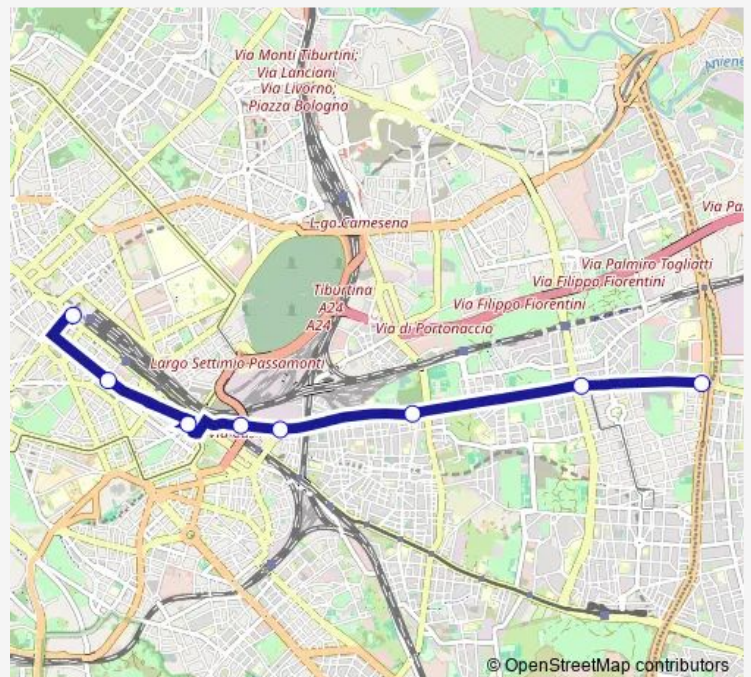 Via Monti Tiburtini;
Via Lanciani
Via Livorno;
Piazza Bologna
Aniene
L.go Camesena
Via Pa
Via Palmiro Togliatti
Via Filippo Fiorentini
Tiburtina
A24
A24
Via Filippo Fiorentini
Via di Portonaccio
Largo Settimio Passamonti
© OpenStreetMap contributors